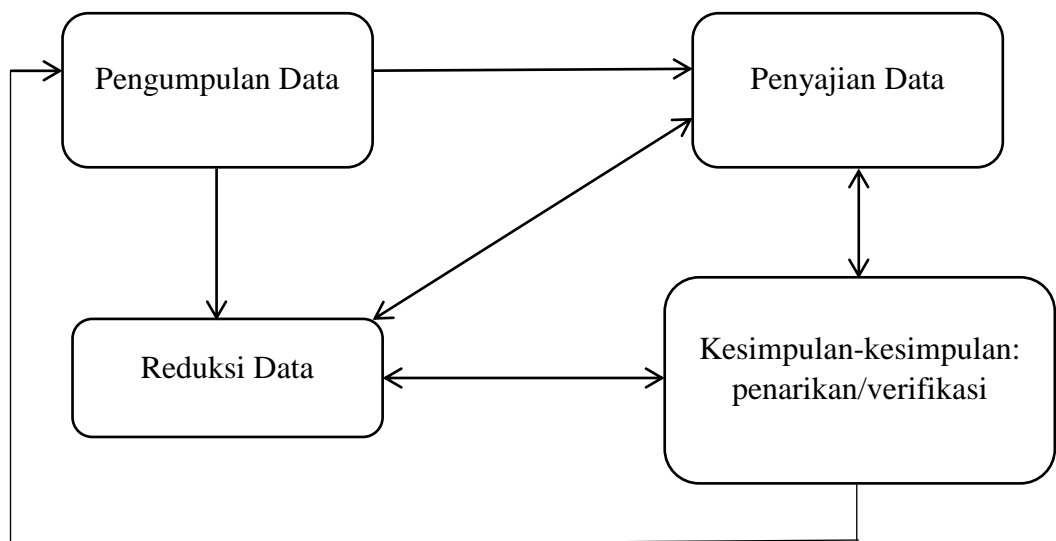 Pengumpulan Data
Penyajian Data
Reduksi Data
Kesimpulan-kesimpulan:
penarikan/verifikasi